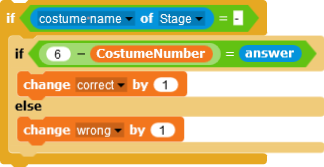 if costume name of Stage = -
if 6 − CostumeNumber = answer
change correct by 1
else
change wrong by 1